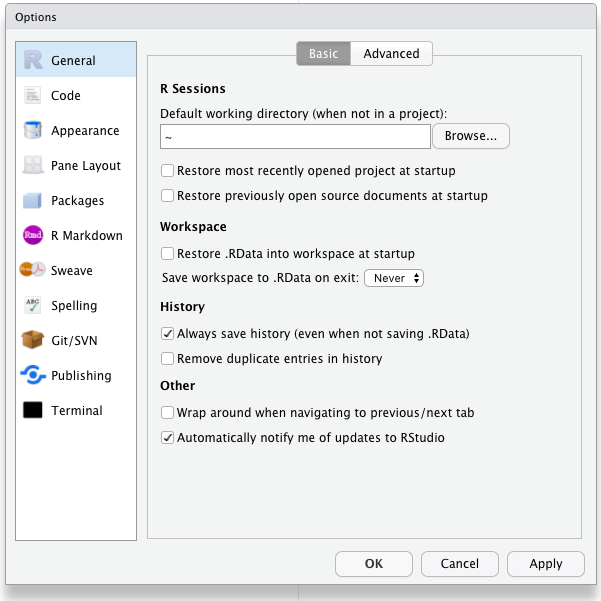 Options
General
Code
Appearance
Pane Layout
Packages
Rmd R Markdown
Sweave
ABC Spelling
Git/SVN
Publishing
Terminal
Basic Advanced
R Sessions
Default working directory (when not in a project):
~ Browse...
Restore most recently opened project at startup
Restore previously open source documents at startup
Workspace
Restore .RData into workspace at startup
Save workspace to .RData on exit: Never
History
Always save history (even when not saving .RData)
Remove duplicate entries in history
Other
Wrap around when navigating to previous/next tab
Automatically notify me of updates to RStudio
OK Cancel Apply